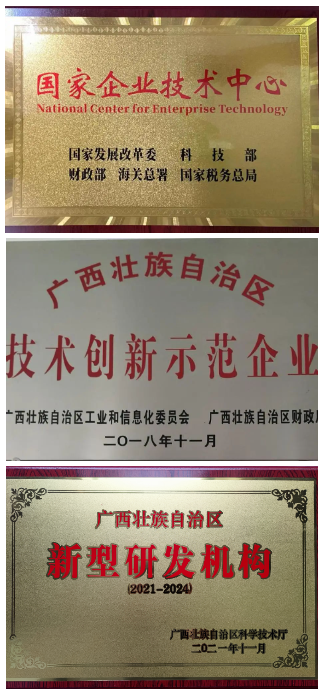 国家企业技术中心
National Center for Enterprise Technology
国家发展改革委 科技部
财政部 海关总署 国家税务总局
广西壮族自治区
技术创新示范企业
广西壮族自治区工业和信息化委员会 广西壮族自治区财政厅
二〇一八年十一月
广西壮族自治区
新型研发机构
(2021-2024)
广西壮族自治区科学技术厅
二〇二一年十一月